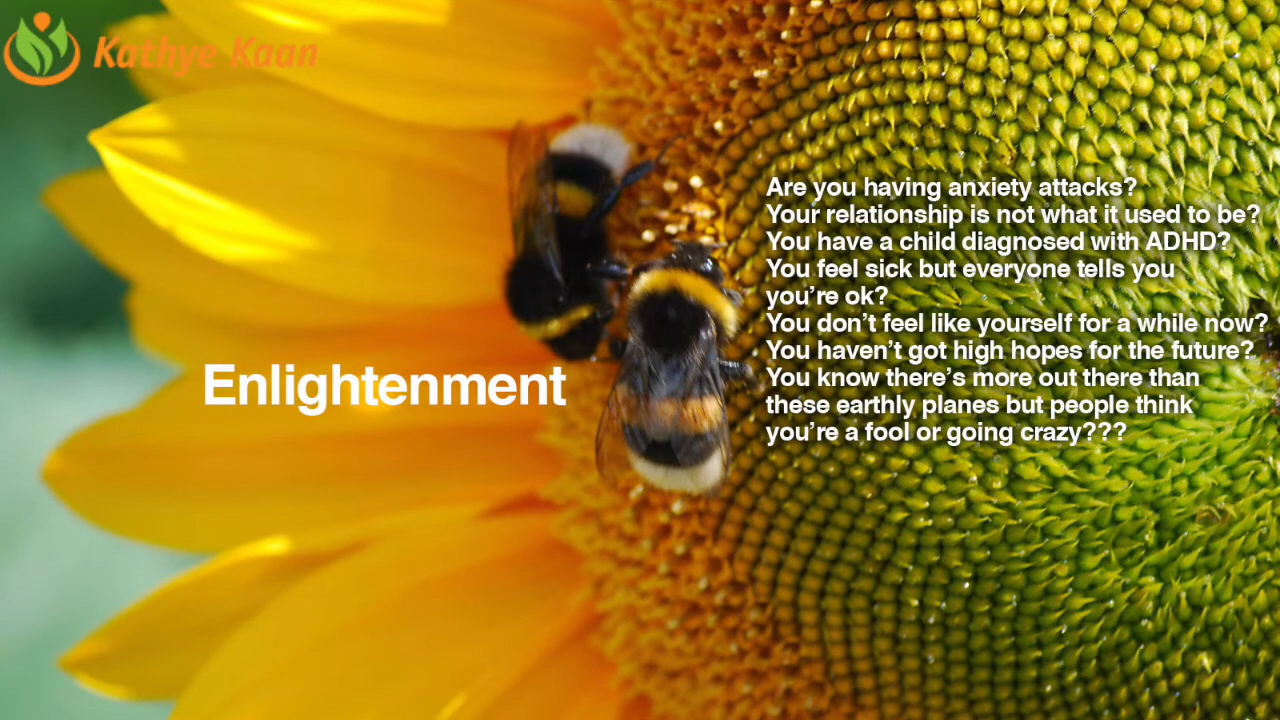 Kathye Kaan
Enlightenment
Are you having anxiety attacks?
Your relationship is not what it used to be?
You have a child diagnosed with ADHD?
You feel sick but everyone tells you
you’re ok?
You don’t feel like yourself for a while now?
You haven’t got high hopes for the future?
You know there’s more out there than
these earthly planes but people think
you’re a fool or going crazy???